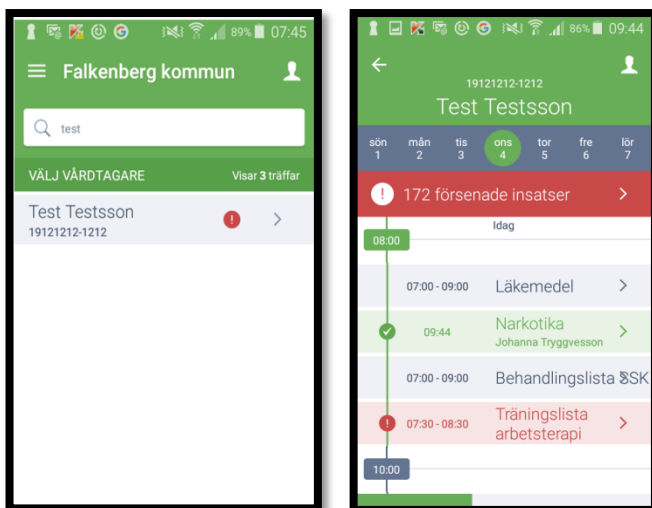 89% 07:45
Falkenberg kommun
test
VÄLJ VÅRDTAGARE Visar 3 träffar
Test Testsson
19121212-1212
86% 09:44
19121212-1212
Test Testsson
sön mån tis ons tor fre lör
1 2 3 4 5 6 7
172 försenade insatser
Idag
08:00
07:00 - 09:00 Läkemedel
09:44 Narkotika
Johanna Tryggvesson
07:00 - 09:00 Behandlingslista SSK
07:30 - 08:30 Träningslista
arbetsterapi
10:00